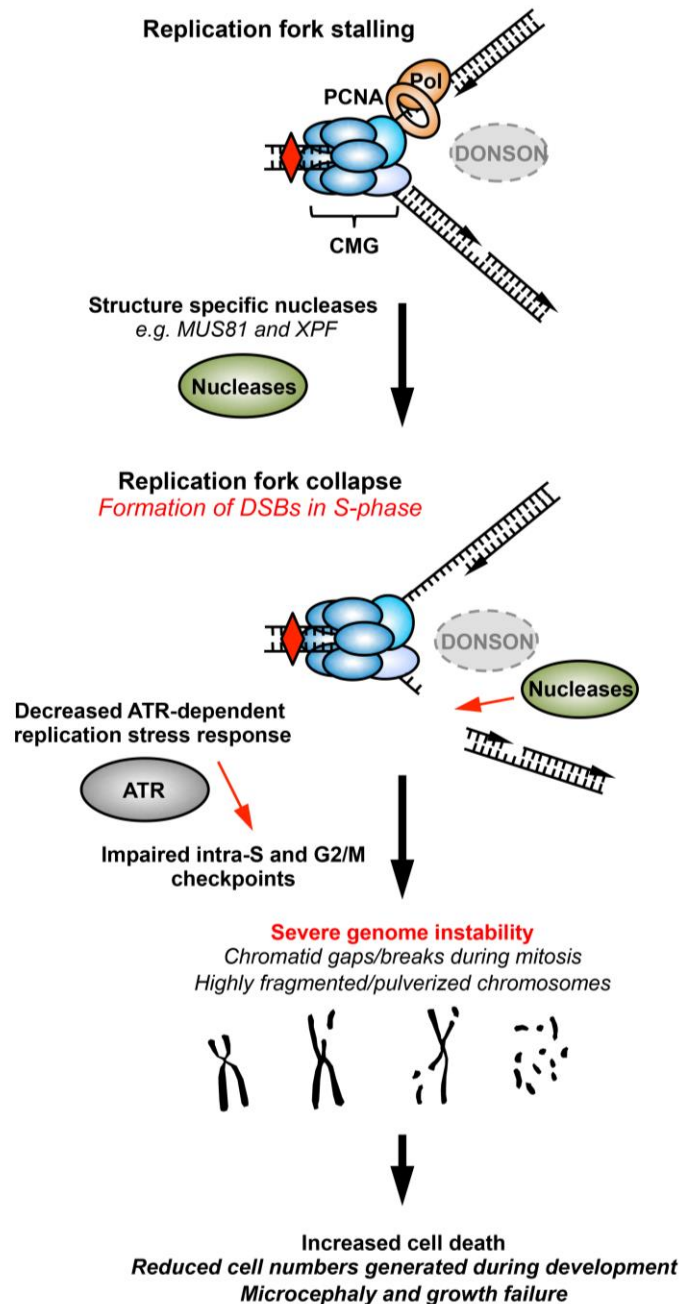 Replication fork stalling
Pol
PCNA
DONSON
CMG
Structure specific nucleases
e.g. MUS81 and XPF
Nucleases
Replication fork collapse
Formation of DSBs in S-phase
DONSON
Nucleases
Decreased ATR-dependent
replication stress response
ATR
Impaired intra-S and G2/M
checkpoints
Severe genome instability
Chromatid gaps/breaks during mitosis
Highly fragmented/pulverized chromosomes
Increased cell death
Reduced cell numbers generated during development
Microcephaly and growth failure